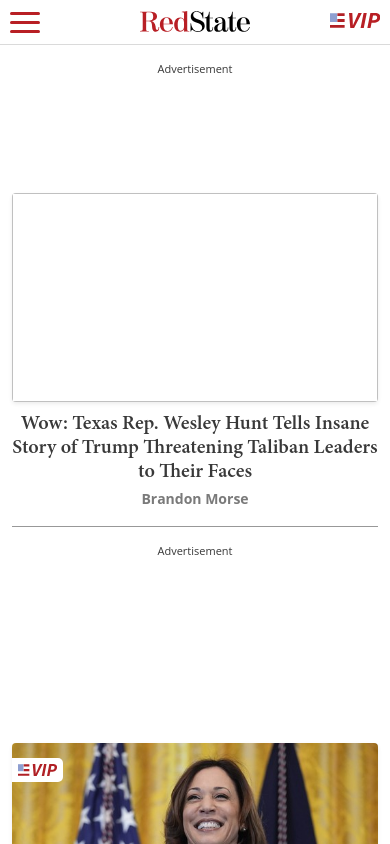 RedState
VIP
Advertisement
Wow: Texas Rep. Wesley Hunt Tells Insane
Story of Trump Threatening Taliban Leaders
to Their Faces
Brandon Morse
Advertisement
VIP